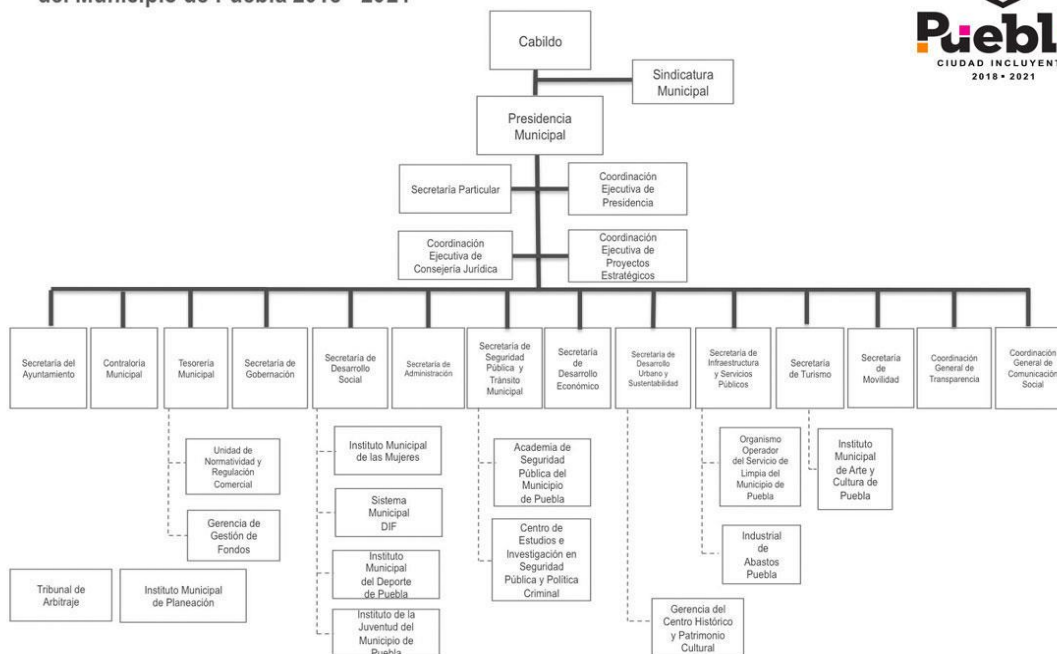 del Municipio de Puebla 2018 - 2021
Puebl
CIUDAD INCLUYENT
2018 • 2021
Cabildo
Sindicatura
Municipal
Presidencia
Municipal
Secretaría Particular
Coordinación
Ejecutiva de
Presidencia
Coordinación
Ejecutiva de
Consejería Jurídica
Coordinación
Ejecutiva de
Proyectos
Estratégicos
Secretaría del
Ayuntamiento
Contraloría
Municipal
Tesorería
Municipal
Secretaría de
Gobernación
Secretaría de
Desarrollo
Social
Secretaría de
Administración
Secretaría de
Seguridad
Pública y
Tránsito
Municipal
Secretaría
de
Desarrollo
Económico
Secretaría de
Desarrollo
Urbano y
Sustentabilidad
Secretaría de
Infraestructura
y Servicios
Públicos
Secretaría
de Turismo
Secretaría
de
Movilidad
Coordinación
General de
Transparencia
Coordinación
General de
Comunicación
Social
Unidad de
Normatividad y
Regulación
Comercial
Gerencia de
Gestión de
Fondos
Instituto Municipal
de las Mujeres
Sistema
Municipal
DIF
Instituto
Municipal
del Deporte
de Puebla
Instituto de la
Juventud del
Municipio de
Puebla
Academia de
Seguridad
Pública del
Municipio
de Puebla
Centro de
Estudios e
Investigación en
Seguridad
Pública y Política
Criminal
Gerencia del
Centro Histórico
y Patrimonio
Cultural
Organismo
Operador
del Servicio de
Limpia del
Municipio de
Puebla
Industrial
de
Abastos
Puebla
Instituto
Municipal
de Arte y
Cultura de
Puebla
Tribunal de
Arbitraje
Instituto Municipal
de Planeación